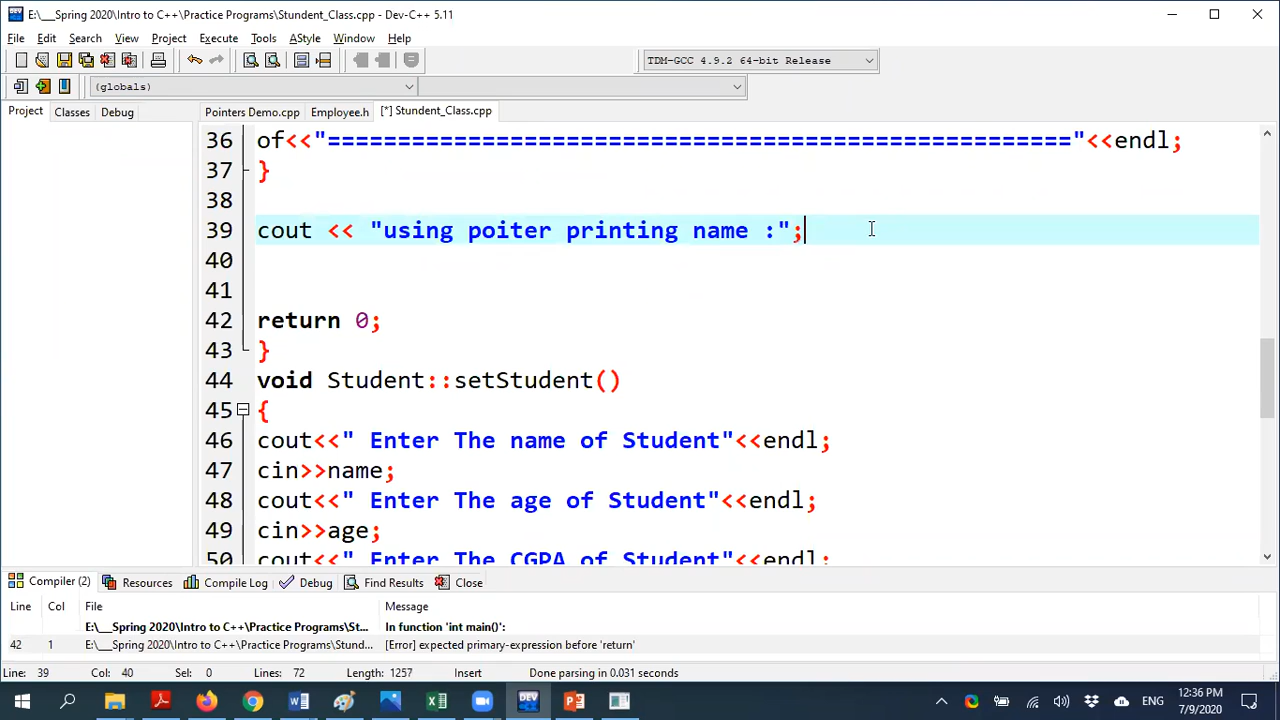 E:\___Spring 2020\Intro to C++\Practice Programs\Stundent_Class.cpp - Dev-C++ 5.11
File Edit Search View Project Execute Tools AStyle Window Help
TDM-GCC 4.9.2 64-bit Release
(globals)
Project Classes Debug Pointers Demo.cpp Employee.h [*] Stundent_Class.cpp
36 of<<"====================================================="<<endl;
37 }
38
39 cout << "using poiter printing name :";
40
41
42 return 0;
43 }
44 void Student::setStudent()
45 {
46 cout<<" Enter The name of Student"<<endl;
47 cin>>name;
48 cout<<" Enter The age of Student"<<endl;
49 cin>>age;
50 cout<<" Enter The CGPA of Student"<<endl;
Compiler (2) Resources Compile Log Debug Find Results Close
Line Col File Message
E:\___Spring 2020\Intro to C++\Practice Programs\St... In function 'int main()':
42 1 E:\___Spring 2020\Intro to C++\Practice Programs\Stund... [Error] expected primary-expression before 'return'
Line: 39 Col: 40 Sel: 0 Lines: 72 Length: 1257 Insert Done parsing in 0.031 seconds
DEV ENG 12:36 PM
7/9/2020